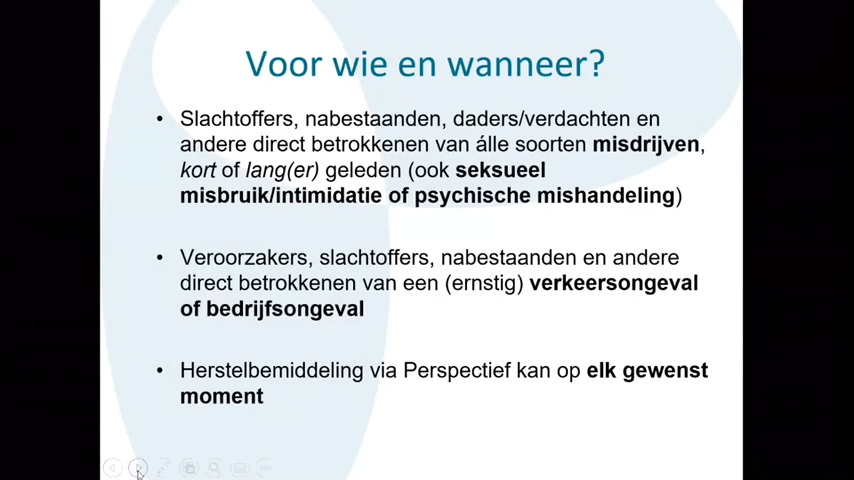 Voor wie en wanneer?
• Slachtoffers, nabestaanden, daders/verdachten en
andere direct betrokkenen van álle soorten misdrijven,
kort of lang(er) geleden (ook seksueel
misbruik/intimidatie of psychische mishandeling)
• Veroorzakers, slachtoffers, nabestaanden en andere
direct betrokkenen van een (ernstig) verkeersongeval
of bedrijfsongeval
• Herstelbemiddeling via Perspectief kan op elk gewenst
moment